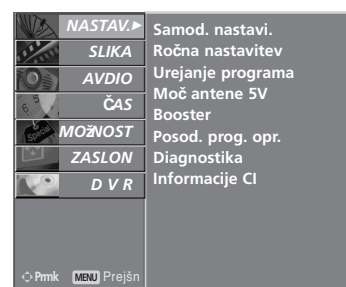 NASTAV.
SLIKA
AVDIO
ČAS
MOŽNOST
ZASLON
D V R
Samod. nastavi.
Ročna nastavitev
Urejanje programa
Moč antene 5V
Booster
Posod. prog. opr.
Diagnostika
Informacije CI
Prmk MENU Prejšn